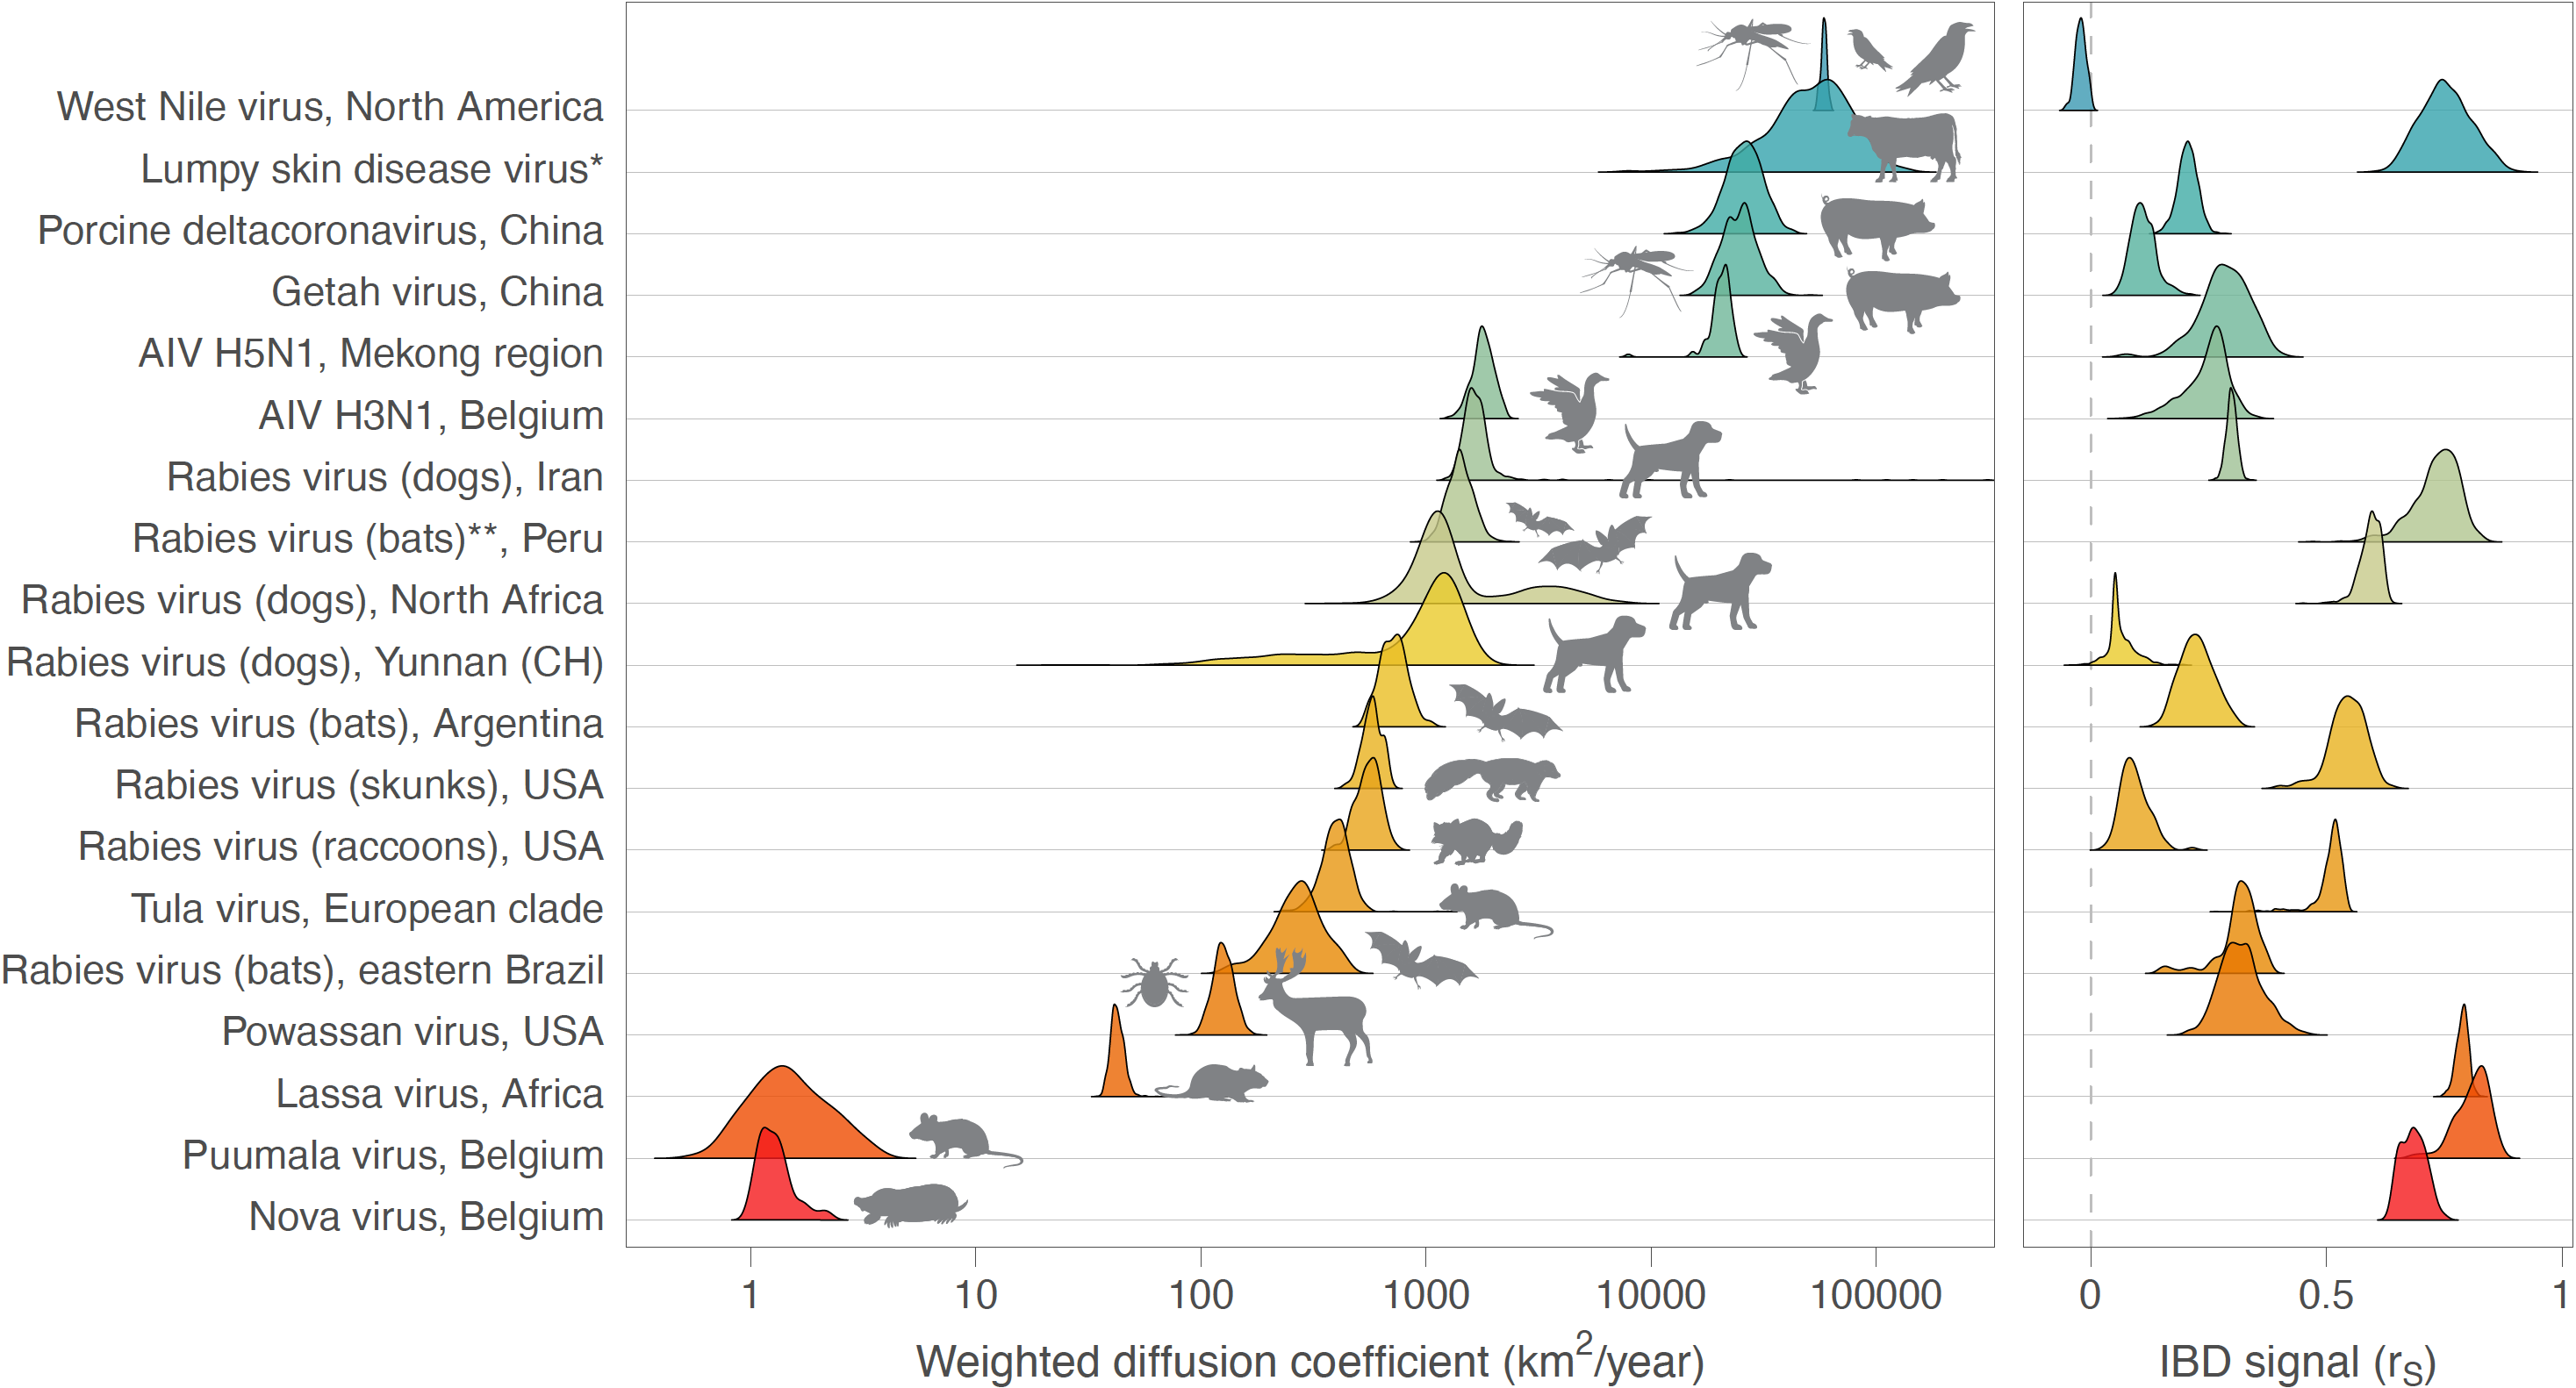 West Nile virus, North America
Lumpy skin disease virus*
Porcine deltacoronavirus, China
Getah virus, China
AIV H5N1, Mekong region
AIV H3N1, Belgium
Rabies virus (dogs), Iran
Rabies virus (bats)**, Peru
Rabies virus (dogs), North Africa
Rabies virus (dogs), Yunnan (CH)
Rabies virus (bats), Argentina
Rabies virus (skunks), USA
Rabies virus (raccoons), USA
Tula virus, European clade
Rabies virus (bats), eastern Brazil
Powassan virus, USA
Lassa virus, Africa
Puumala virus, Belgium
Nova virus, Belgium
1 10 100 1000 10000 100000
Weighted diffusion coefficient (km²/year)
0 0.5 1
IBD signal (rS)